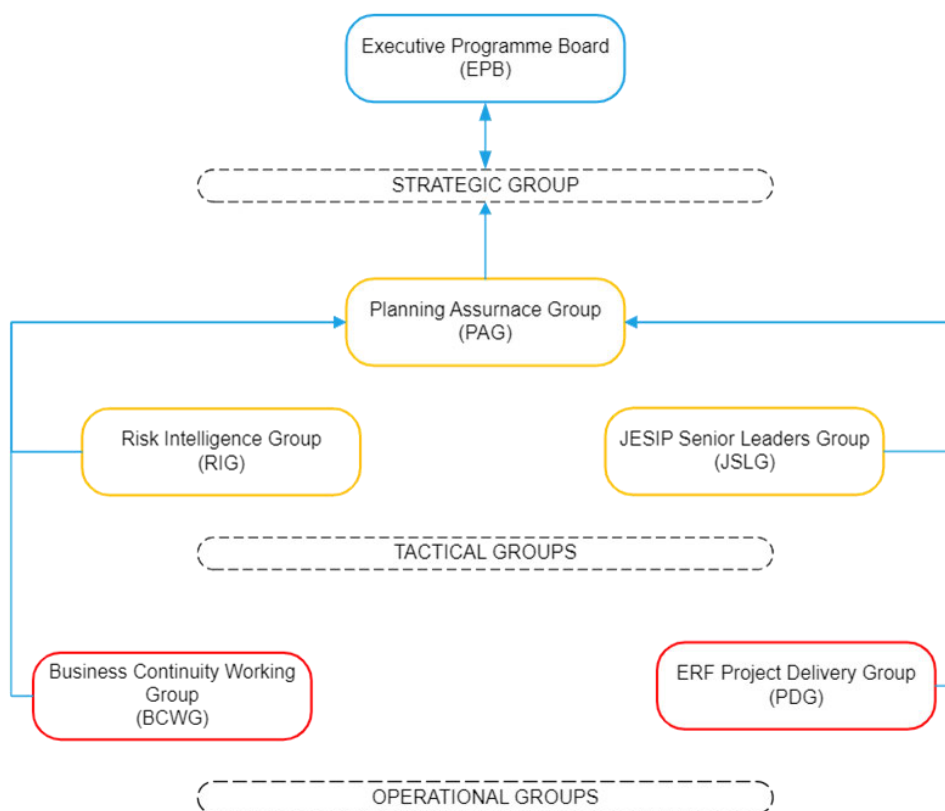 Executive Programme Board
(EPB)
STRATEGIC GROUP
Planning Assurnace Group
(PAG)
Risk Intelligence Group
(RIG)
JESIP Senior Leaders Group
(JSLG)
TACTICAL GROUPS
Business Continuity Working
Group
(BCWG)
ERF Project Delivery Group
(PDG)
OPERATIONAL GROUPS